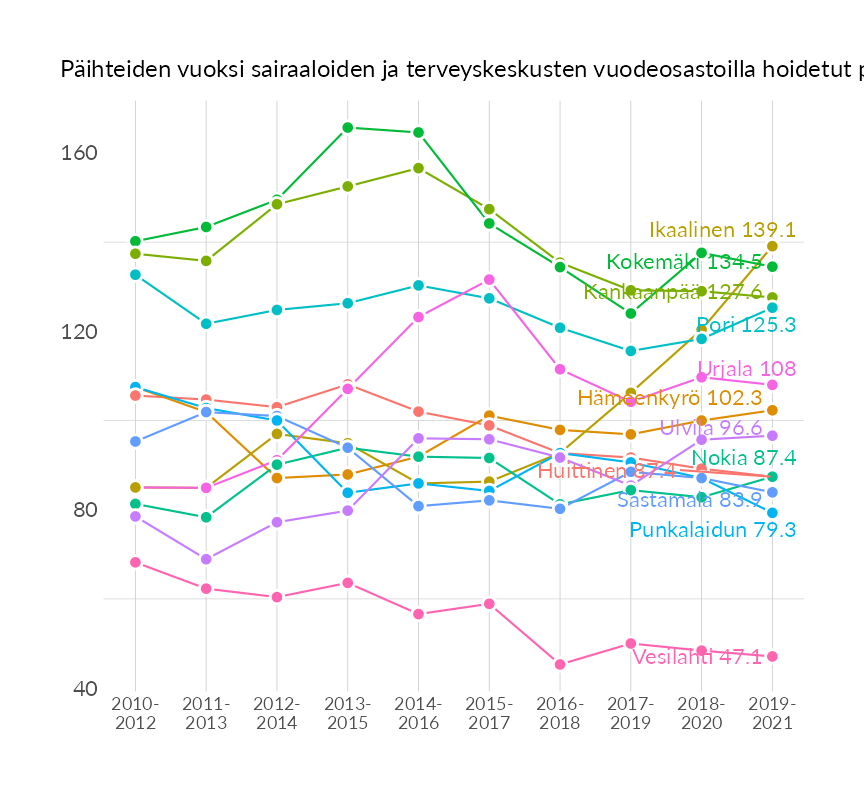 Päihteiden vuoksi sairaaloiden ja terveyskeskusten vuodeosastoilla hoidetut
160
120
80
40
Ikaalinen 139.1
Kokemäki 134.5
Kankaanpää 127.6
Pori 125.3
Urjala 108
Hämeenkyrö 102.3
Ulvila 96.6
Nokia 87.4
Huittinen 87.4
Sastamala 83.9
Punkalaidun 79.3
Vesilahti 47.1
2010-
2012
2011-
2013
2012-
2014
2013-
2015
2014-
2016
2015-
2017
2016-
2018
2017-
2019
2018-
2020
2019-
2021